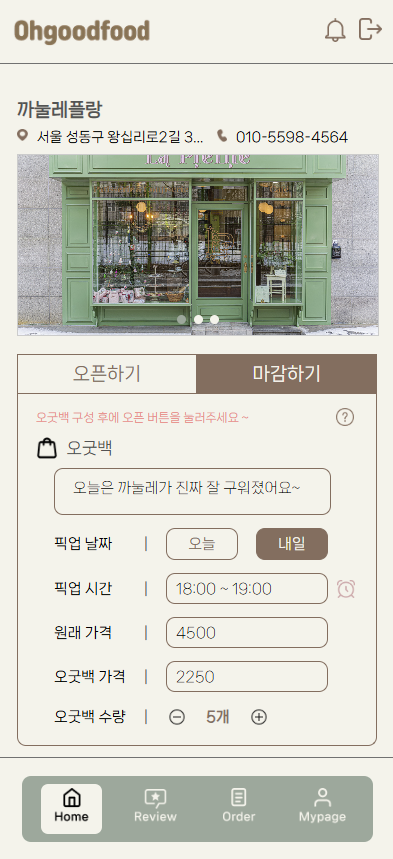 Ohgoodfood
까눌레플랑
서울 성동구 왕십리로2길 3... 010-5598-4564
오픈하기 마감하기
오굿백 구성 후에 오픈 버튼을 눌러주세요 ~ ?
오굿백
오늘은 까눌레가 진짜 잘 구워졌어요~
픽업 날짜 | 오늘 내일
픽업 시간 | 18:00 ~ 19:00
원래 가격 | 4500
오굿백 가격 | 2250
오굿백 수량 | 5개
Home Review Order Mypage